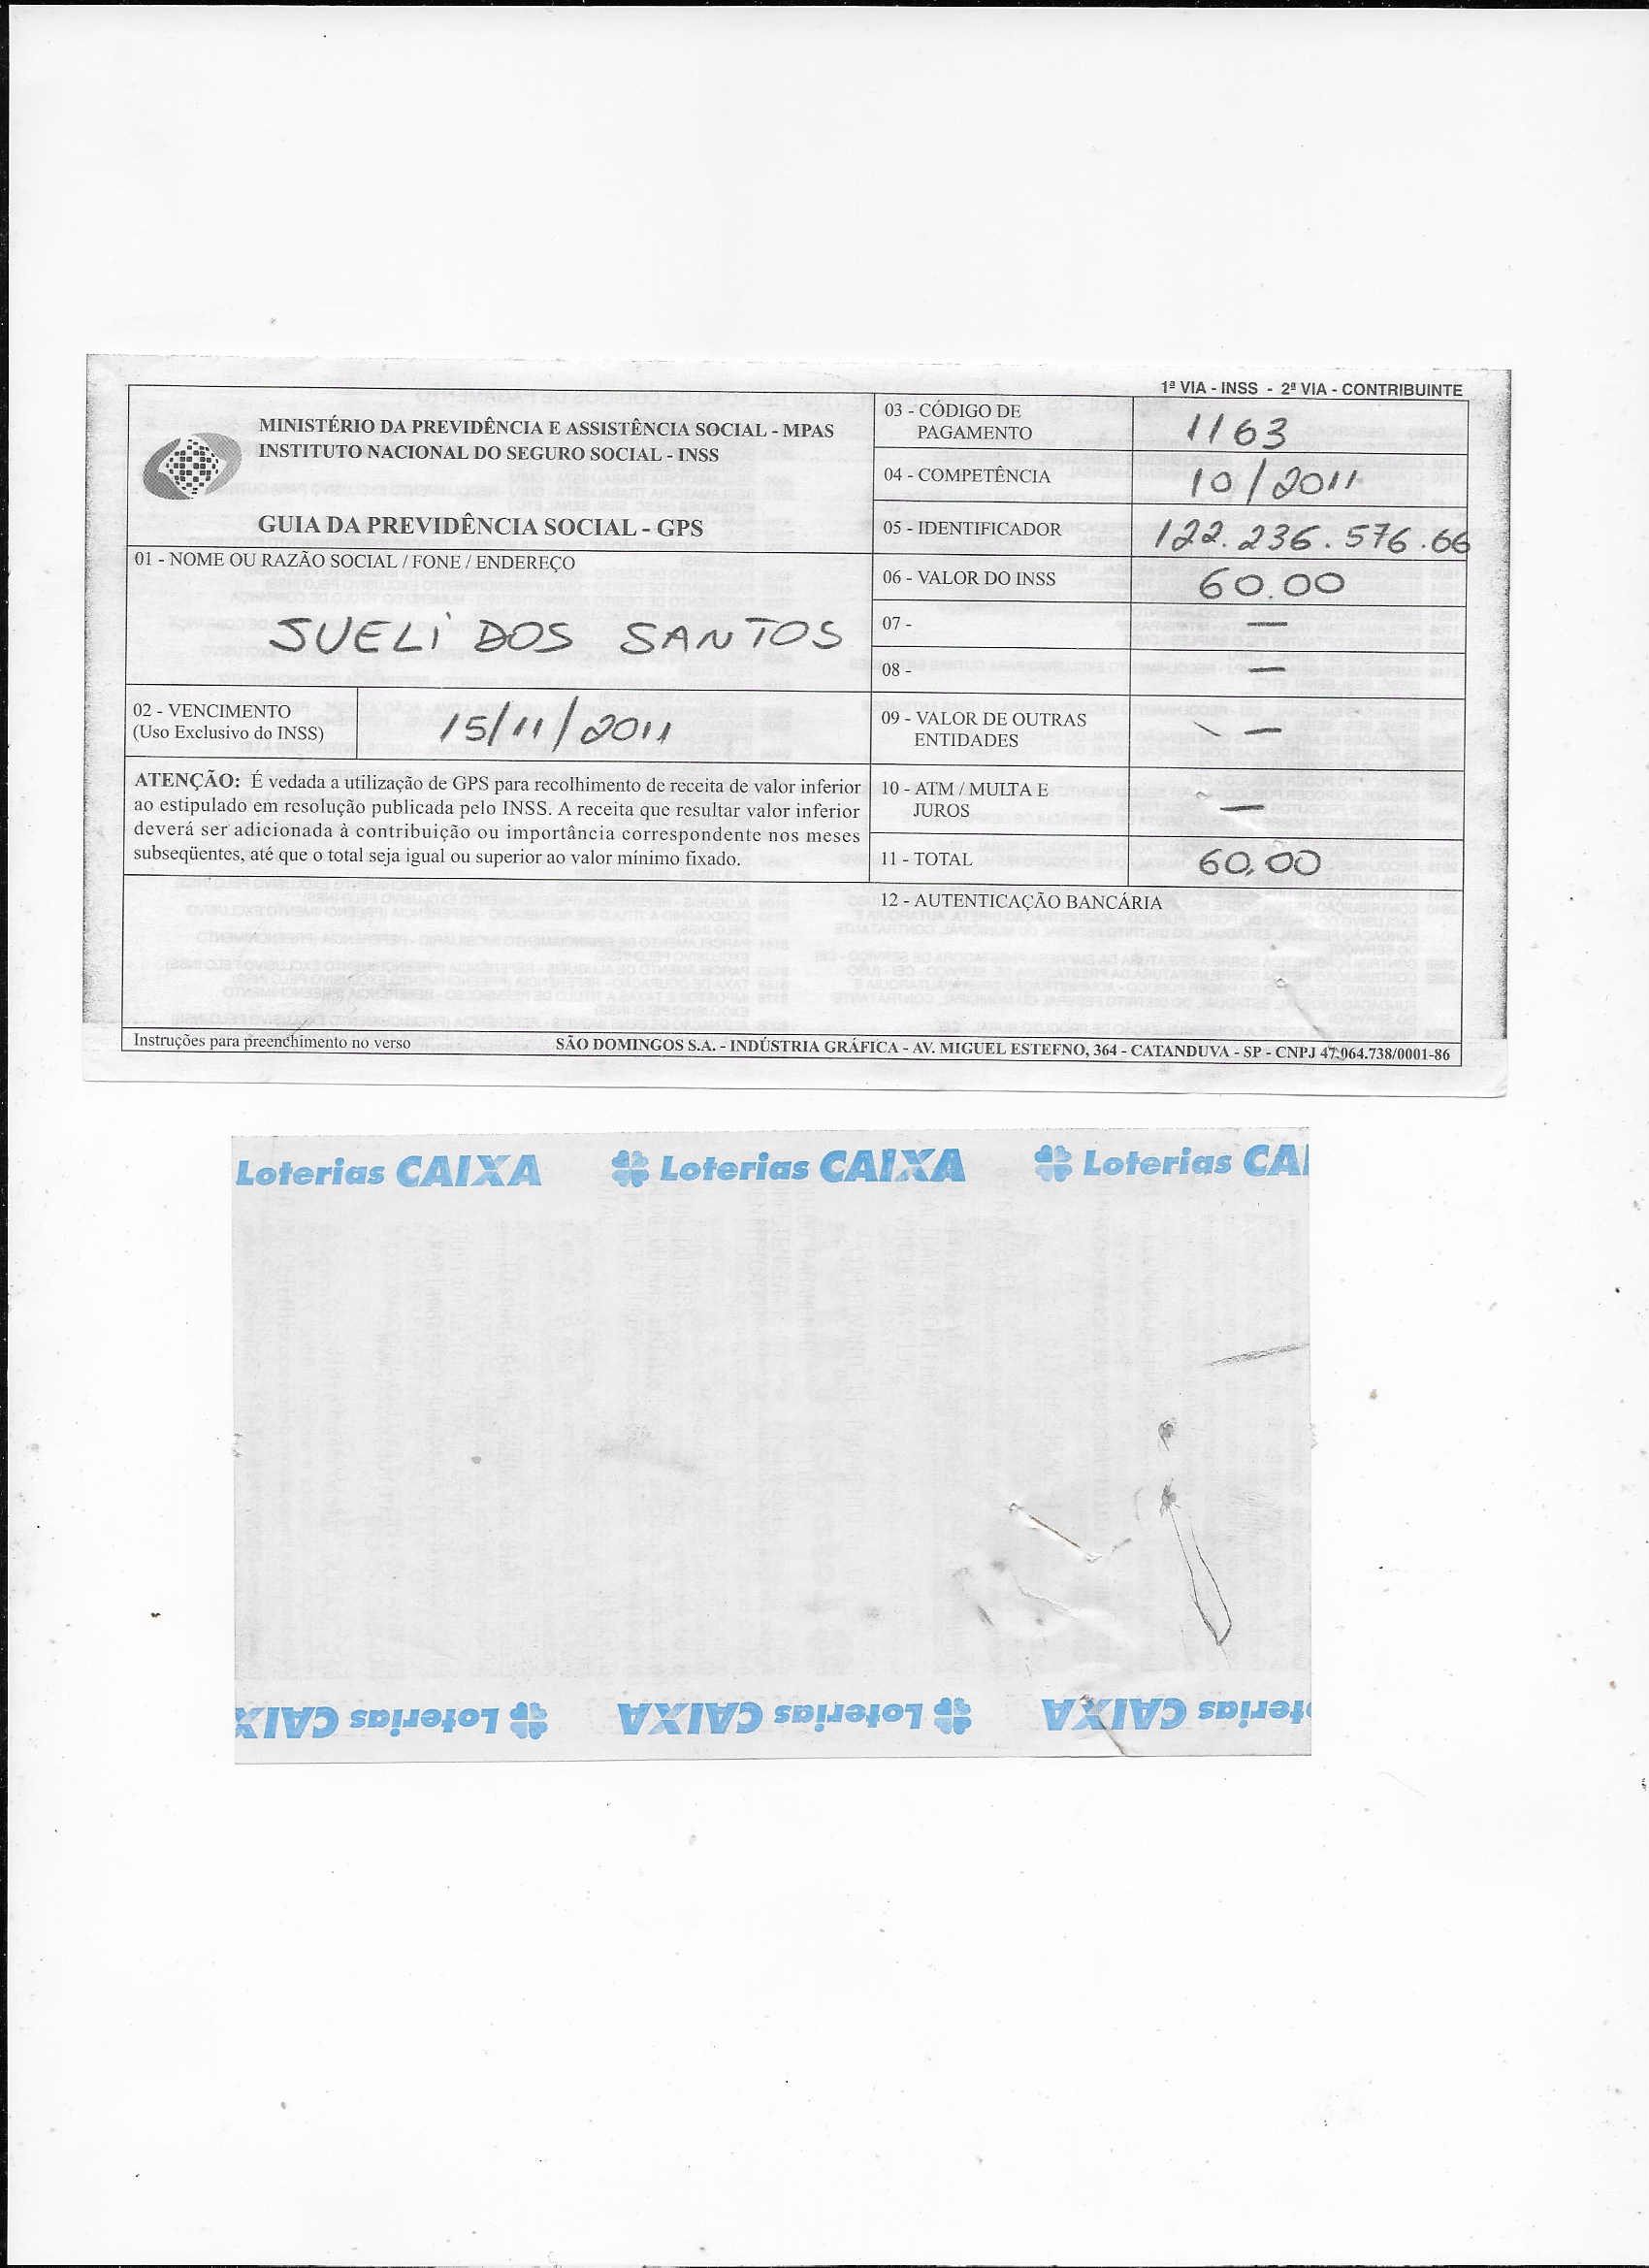 1ª VIA - INSS - 2ª VIA - CONTRIBUINTE
MINISTÉRIO DA PREVIDÊNCIA E ASSISTÊNCIA SOCIAL - MPAS
INSTITUTO NACIONAL DO SEGURO SOCIAL - INSS
GUIA DA PREVIDÊNCIA SOCIAL - GPS
01 - NOME OU RAZÃO SOCIAL / FONE / ENDEREÇO
SUELI DOS SANTOS
02 - VENCIMENTO
(Uso Exclusivo do INSS)
15/11/2011
ATENÇÃO: É vedada a utilização de GPS para recolhimento de receita de valor inferior
ao estipulado em resolução publicada pelo INSS. A receita que resultar valor inferior
deverá ser adicionada à contribuição ou importância correspondente nos meses
subseqüentes, até que o total seja igual ou superior ao valor mínimo fixado.
03 - CÓDIGO DE
PAGAMENTO
1163
04 - COMPETÊNCIA
10/2011
05 - IDENTIFICADOR
122.236.576.66
06 - VALOR DO INSS
60.00
07 -
—
08 -
—
09 - VALOR DE OUTRAS
ENTIDADES
—
10 - ATM / MULTA E
JUROS
—
11 - TOTAL
60,00
12 - AUTENTICAÇÃO BANCÁRIA
Instruções para preenchimento no verso
SÃO DOMINGOS S.A. - INDÚSTRIA GRÁFICA - AV. MIGUEL ESTEFNO, 364 - CATANDUVA - SP - CNPJ 47.064.738/0001-86
Loterias CAIXA Loterias CAIXA Loterias CAI
Loterias CAIX Loterias CAIXA oterias CAIXA